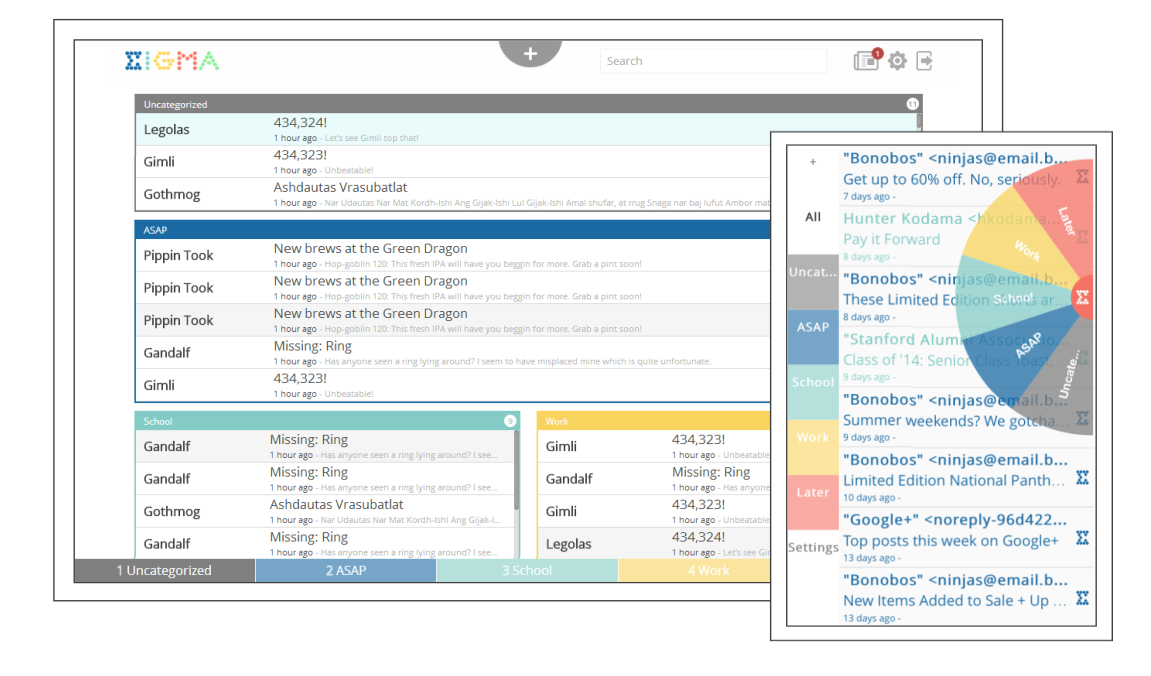 ΣIGMA
+
Search
1
Uncategorized
11
Legolas
434,324!
1 hour ago - Let's see Gimli top that!
Gimli
434,323!
1 hour ago - Unbeatable!
Gothmog
Ashdautas Vrasubatlat
1 hour ago - Nar Udautas Nar Mat Kordh-Ishi Ang Gijak-Ishi Lul Gijak-Ishi Amal shufar, at rrug Snaga nar baj lufut Ambor mat
ASAP
Pippin Took
New brews at the Green Dragon
1 hour ago - Hop-goblin 120: This fresh IPA will have you beggin for more. Grab a pint soon!
Pippin Took
New brews at the Green Dragon
1 hour ago - Hop-goblin 120: This fresh IPA will have you beggin for more. Grab a pint soon!
Pippin Took
New brews at the Green Dragon
1 hour ago - Hop-goblin 120: This fresh IPA will have you beggin for more. Grab a pint soon!
Gandalf
Missing: Ring
1 hour ago - Has anyone seen a ring lying around? I seem to have misplaced mine which is quite unfortunate.
Gimli
434,323!
1 hour ago - Unbeatable!
School
9
Gandalf
Missing: Ring
1 hour ago - Has anyone seen a ring lying around? I see...
Gandalf
Missing: Ring
1 hour ago - Has anyone seen a ring lying around? I see...
Gothmog
Ashdautas Vrasubatlat
1 hour ago - Nar Udautas Nar Mat Kordh-Ishi Ang Gijak-I...
Gandalf
Missing: Ring
1 hour ago - Has anyone seen a ring lying around? I see...
Work
Gimli
434,323!
1 hour ago - Unbeatable
Gandalf
Missing: Ring
1 hour ago - Has anyone
Gimli
434,323!
1 hour ago - Unbeatable
Legolas
434,324!
1 hour ago - Let's see Gi
1 Uncategorized
2 ASAP
3 School
4 Work
+
All
Uncat...
ASAP
School
Work
Later
Settings
"Bonobos" <ninjas@email.b...
Get up to 60% off. No, seriously.
7 days ago -
Hunter Kodama <hkodama...
Pay it Forward
8 days ago -
"Bonobos" <ninjas@email.b...
These Limited Edition Shorts ar...
8 days ago -
"Stanford Alumni Associatio...
Class of '14: Senior Class Toast,
9 days ago -
"Bonobos" <ninjas@email.b...
Summer weekends? We gotcha
9 days ago -
"Bonobos" <ninjas@email.b...
Limited Edition National Panth...
10 days ago -
"Google+" <noreply-96d422...
Top posts this week on Google+
13 days ago -
"Bonobos" <ninjas@email.b...
New Items Added to Sale + Up ...
13 days ago -
Later
Work
School
ASAP
Uncate...